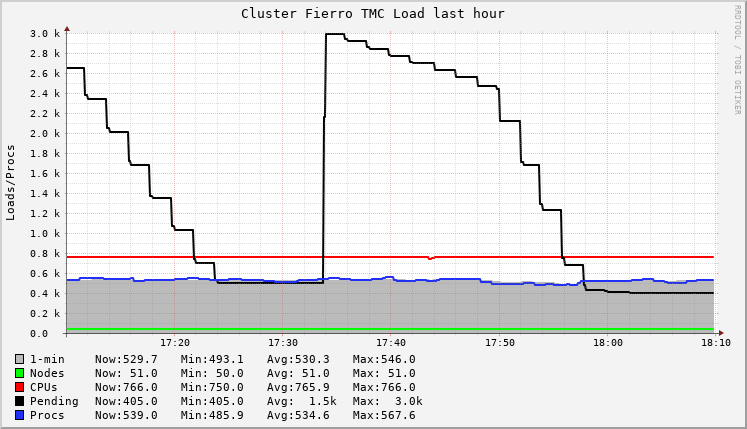 Cluster Fierro TMC Load last hour
RRDTOOL / TOBI OETIKER
Loads/Procs
3.0 k
2.8 k
2.6 k
2.4 k
2.2 k
2.0 k
1.8 k
1.6 k
1.4 k
1.2 k
1.0 k
0.8 k
0.6 k
0.4 k
0.2 k
0.0
17:20 17:30 17:40 17:50 18:00 18:10
1-min Now:529.7 Min:493.1 Avg:530.3 Max:546.0
Nodes Now: 51.0 Min: 50.0 Avg: 51.0 Max: 51.0
CPUs Now:766.0 Min:750.0 Avg:765.9 Max:766.0
Pending Now:405.0 Min:405.0 Avg: 1.5k Max: 3.0k
Procs Now:539.0 Min:485.9 Avg:534.6 Max:567.6